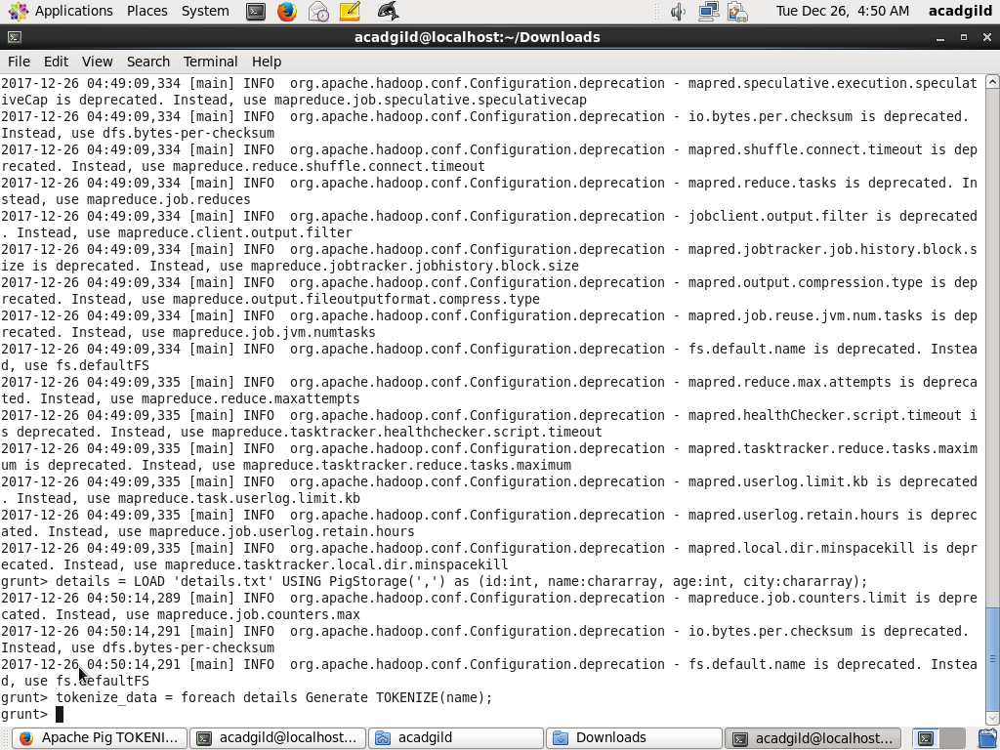 Applications Places System Tue Dec 26, 4:50 AM acadgild
acadgild@localhost:~/Downloads
File Edit View Search Terminal Help
2017-12-26 04:49:09,334 [main] INFO  org.apache.hadoop.conf.Configuration.deprecation - mapred.speculative.execution.speculat
iveCap is deprecated. Instead, use mapreduce.job.speculative.speculativecap
2017-12-26 04:49:09,334 [main] INFO  org.apache.hadoop.conf.Configuration.deprecation - io.bytes.per.checksum is deprecated.
Instead, use dfs.bytes-per-checksum
2017-12-26 04:49:09,334 [main] INFO  org.apache.hadoop.conf.Configuration.deprecation - mapred.shuffle.connect.timeout is dep
recated. Instead, use mapreduce.reduce.shuffle.connect.timeout
2017-12-26 04:49:09,334 [main] INFO  org.apache.hadoop.conf.Configuration.deprecation - mapred.reduce.tasks is deprecated. In
stead, use mapreduce.job.reduces
2017-12-26 04:49:09,334 [main] INFO  org.apache.hadoop.conf.Configuration.deprecation - jobclient.output.filter is deprecated
. Instead, use mapreduce.client.output.filter
2017-12-26 04:49:09,334 [main] INFO  org.apache.hadoop.conf.Configuration.deprecation - mapred.jobtracker.job.history.block.s
ize is deprecated. Instead, use mapreduce.jobtracker.jobhistory.block.size
2017-12-26 04:49:09,334 [main] INFO  org.apache.hadoop.conf.Configuration.deprecation - mapred.output.compression.type is dep
recated. Instead, use mapreduce.output.fileoutputformat.compress.type
2017-12-26 04:49:09,334 [main] INFO  org.apache.hadoop.conf.Configuration.deprecation - mapred.job.reuse.jvm.num.tasks is dep
recated. Instead, use mapreduce.job.jvm.numtasks
2017-12-26 04:49:09,334 [main] INFO  org.apache.hadoop.conf.Configuration.deprecation - fs.default.name is deprecated. Instea
d, use fs.defaultFS
2017-12-26 04:49:09,335 [main] INFO  org.apache.hadoop.conf.Configuration.deprecation - mapred.reduce.max.attempts is depreca
ted. Instead, use mapreduce.reduce.maxattempts
2017-12-26 04:49:09,335 [main] INFO  org.apache.hadoop.conf.Configuration.deprecation - mapred.healthChecker.script.timeout i
s deprecated. Instead, use mapreduce.tasktracker.healthchecker.script.timeout
2017-12-26 04:49:09,335 [main] INFO  org.apache.hadoop.conf.Configuration.deprecation - mapred.tasktracker.reduce.tasks.maxim
um is deprecated. Instead, use mapreduce.tasktracker.reduce.tasks.maximum
2017-12-26 04:49:09,335 [main] INFO  org.apache.hadoop.conf.Configuration.deprecation - mapred.userlog.limit.kb is deprecated
. Instead, use mapreduce.task.userlog.limit.kb
2017-12-26 04:49:09,335 [main] INFO  org.apache.hadoop.conf.Configuration.deprecation - mapred.userlog.retain.hours is deprec
ated. Instead, use mapreduce.job.userlog.retain.hours
2017-12-26 04:49:09,335 [main] INFO  org.apache.hadoop.conf.Configuration.deprecation - mapred.local.dir.minspacekill is depr
ecated. Instead, use mapreduce.tasktracker.local.dir.minspacekill
grunt> details = LOAD 'details.txt' USING PigStorage(',') as (id:int, name:chararray, age:int, city:chararray);
2017-12-26 04:50:14,289 [main] INFO  org.apache.hadoop.conf.Configuration.deprecation - mapreduce.job.counters.limit is depre
cated. Instead, use mapreduce.job.counters.max
2017-12-26 04:50:14,291 [main] INFO  org.apache.hadoop.conf.Configuration.deprecation - io.bytes.per.checksum is deprecated.
Instead, use dfs.bytes-per-checksum
2017-12-26 04:50:14,291 [main] INFO  org.apache.hadoop.conf.Configuration.deprecation - fs.default.name is deprecated. Instea
d, use fs.defaultFS
grunt> tokenize_data = foreach details Generate TOKENIZE(name);
grunt>
Apache Pig TOKENI... acadgild@localhost:... acadgild Downloads acadgild@localhost:...